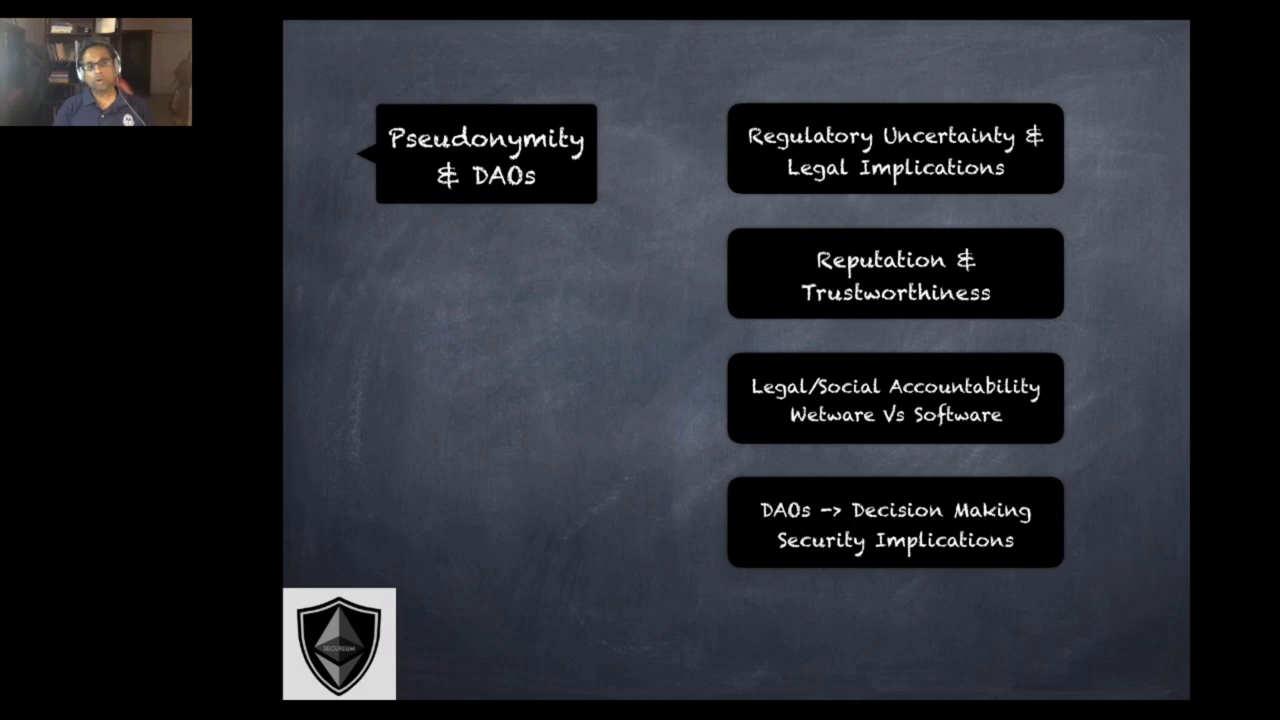 Pseudonymity
& DAOs
Regulatory Uncertainty &
Legal Implications
Reputation &
Trustworthiness
Legal/Social Accountability
Wetware Vs Software
DAOs -> Decision Making
Security Implications
SECUREUM